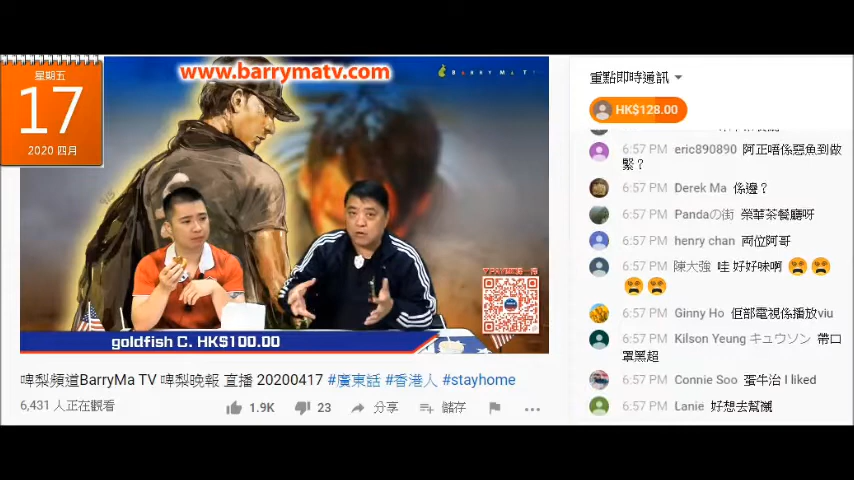 星期五
17
2020 四月
www.barrymatv.com
BARRYMATV
goldfish C. HK$100.00
啤梨頻道BarryMa TV 啤梨晚報 直播 20200417 #廣東話 #香港人 #stayhome
6,431 人正在觀看
1.9K
23
分享
儲存
重點即時通訊
HK$128.00
6:57 PM eric890890 阿正唔係惡魚到做
緊？
6:57 PM Derek Ma 係邊？
6:57 PM Pandaの街 榮華茶餐廳呀
6:57 PM henry chan 兩位阿哥
6:57 PM 陳大強 哇 好好味啊
6:57 PM Ginny Ho 佢部電視係播放viu
6:57 PM Kilson Yeung キュウソン 帶口
罩黑超
6:57 PM Connie Soo 蛋牛治 I liked
6:57 PM Lanie 好想去幫襯